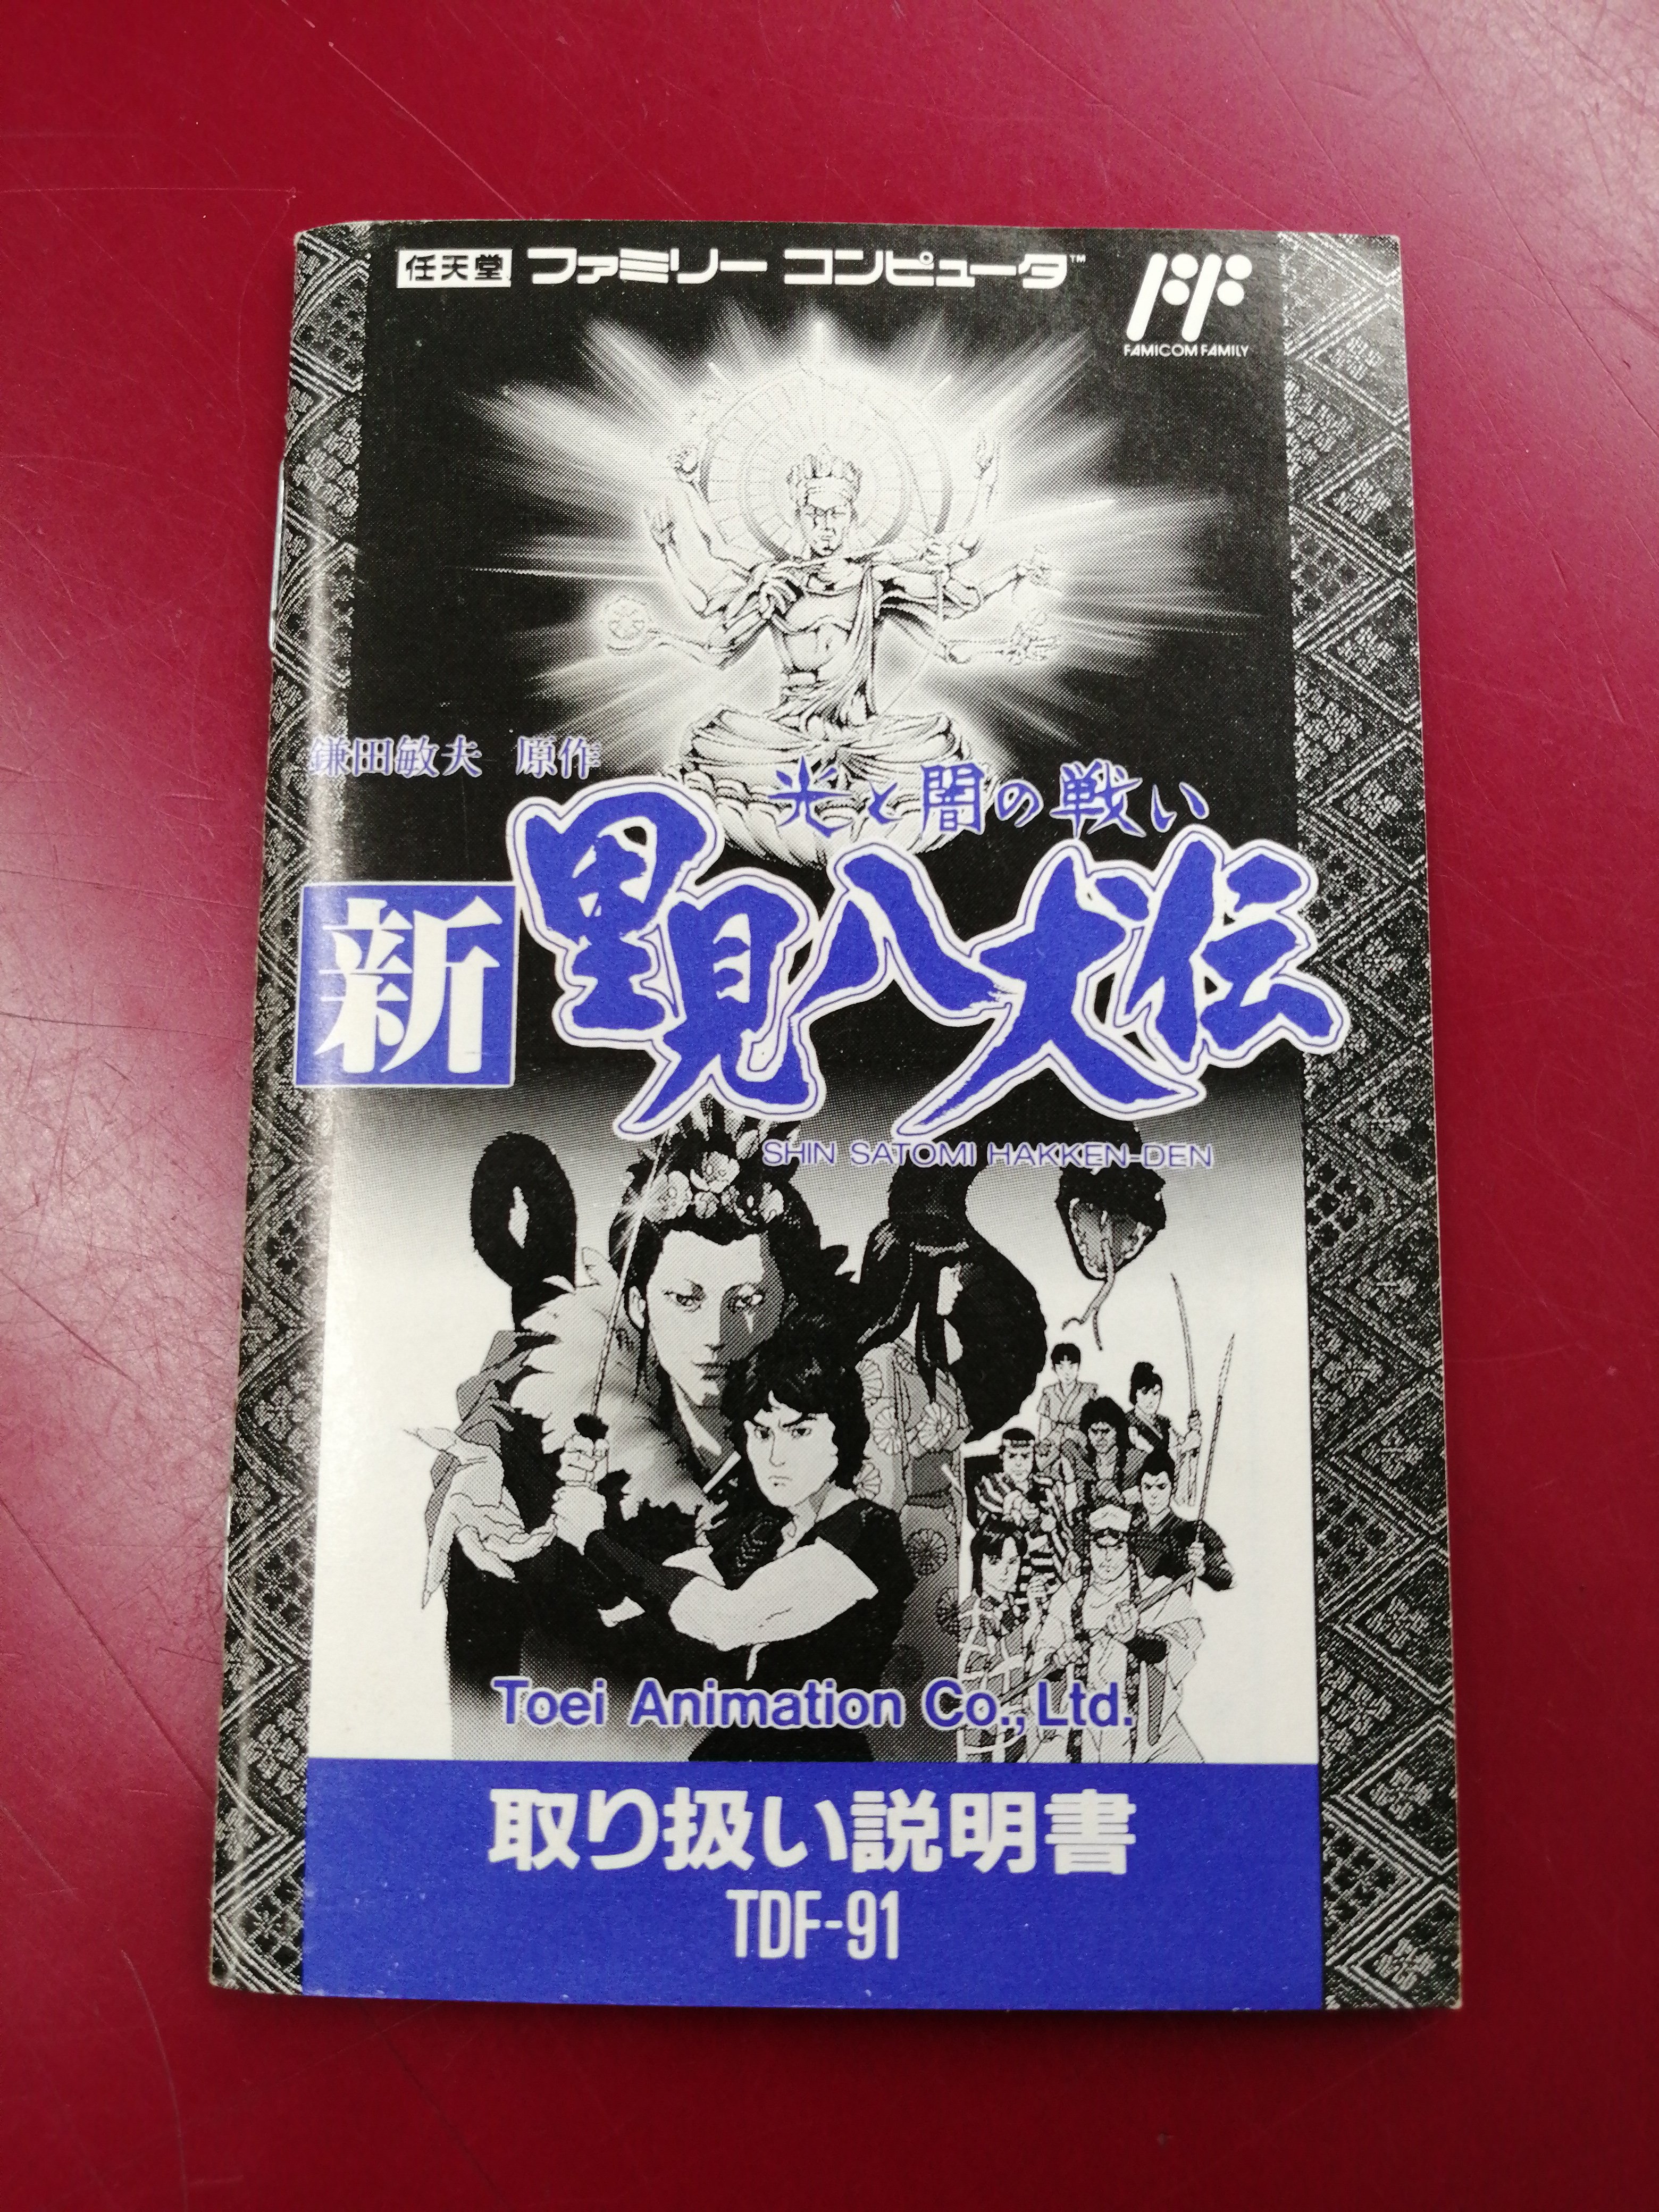 任天堂 ファミリー コンピュータ™
FAMICOM FAMILY
鎌田敏夫 原作
光と闇の戦い
新 里見八犬伝
SHIN SATOMI HAKKEN-DEN
Toei Animation Co., Ltd.
取り扱い説明書
TDF-91